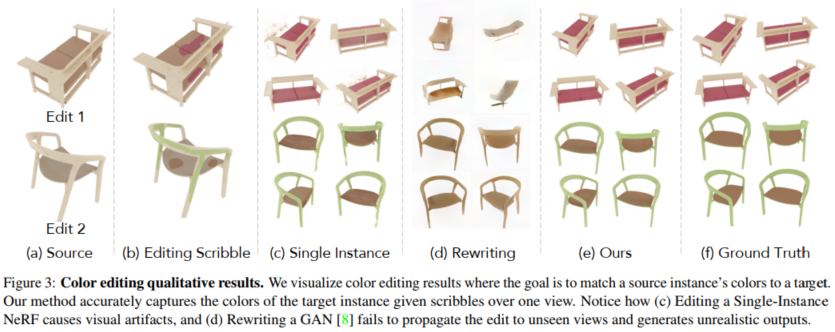 Edit 1
Edit 2
(a) Source (b) Editing Scribble (c) Single Instance (d) Rewriting (e) Ours (f) Ground Truth
Figure 3: Color editing qualitative results. We visualize color editing results where the goal is to match a source instance's colors to a target.
Our method accurately captures the colors of the target instance given scribbles over one view. Notice how (c) Editing a Single-Instance
NeRF causes visual artifacts, and (d) Rewriting a GAN [8] fails to propagate the edit to unseen views and generates unrealistic outputs.